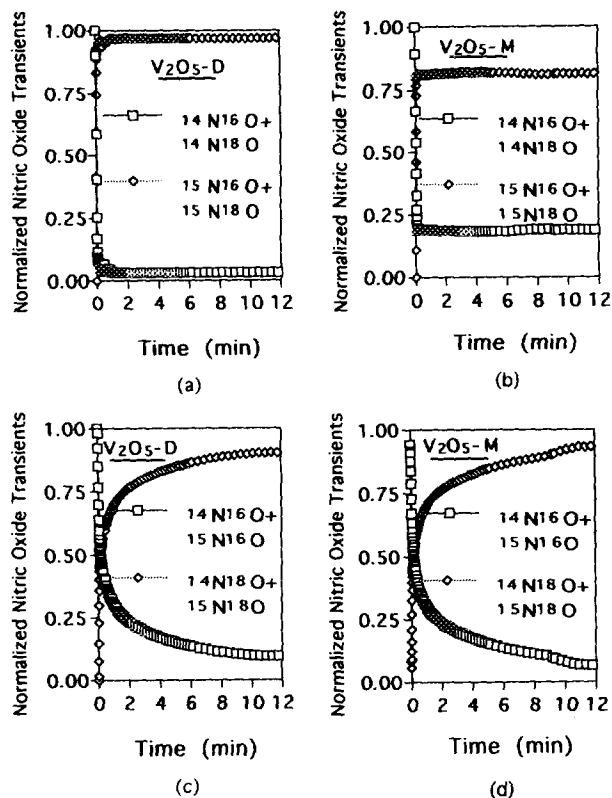 Normalized Nitric Oxide Transients
1.00
0.75
0.50
0.25
0.00
V2O5-D
14 N16 O+
14 N18 O
15 N16 O+
15 N18 O
0 2 4 6 8 10 12
Time (min)
(a)
Normalized Nitric Oxide Transients
1.00
0.75
0.50
0.25
0.00
V2O5-M
14 N16 O+
14N18 O
15 N16 O+
15N18 O
0 2 4 6 8 10 12
Time (min)
(b)
Normalized Nitric Oxide Transients
1.00
0.75
0.50
0.25
0.00
V2O5-D
14 N16 O+
15 N16 O
14 N18 O+
15 N18 O
0 2 4 6 8 10 12
Time (min)
(c)
Normalized Nitric Oxide Transients
1.00
0.75
0.50
0.25
0.00
V2O5-M
14 N16 O+
15 N16 O
14 N18 O+
15 N18 O
0 2 4 6 8 10 12
Time (min)
(d)